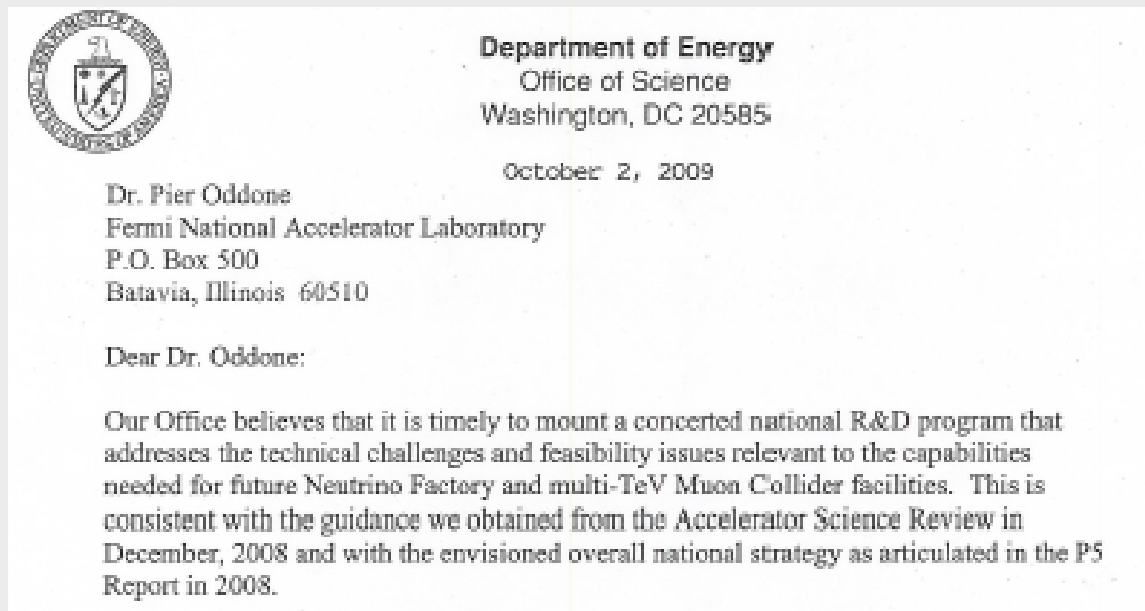 Department of Energy
Office of Science
Washington, DC 20585
October 2, 2009
Dr. Pier Oddone
Fermi National Accelerator Laboratory
P.O. Box 500
Batavia, Illinois 60510
Dear Dr. Oddone:
Our Office believes that it is timely to mount a concerted national R&D program that
addresses the technical challenges and feasibility issues relevant to the capabilities
needed for future Neutrino Factory and multi-TeV Muon Collider facilities. This is
consistent with the guidance we obtained from the Accelerator Science Review in
December, 2008 and with the envisioned overall national strategy as articulated in the P5
Report in 2008.